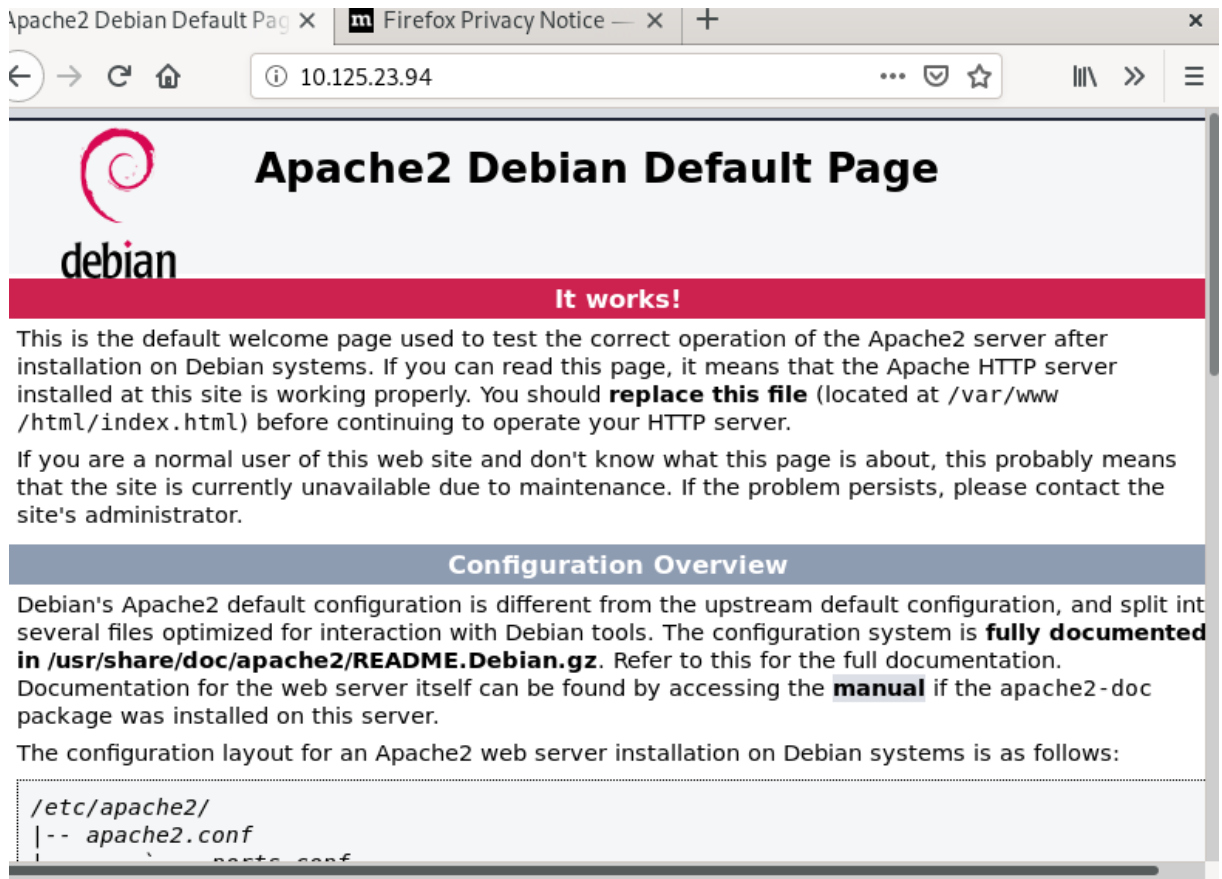 Apache2 Debian Default Pag
Firefox Privacy Notice —
10.125.23.94
debian
Apache2 Debian Default Page
It works!
This is the default welcome page used to test the correct operation of the Apache2 server after
installation on Debian systems. If you can read this page, it means that the Apache HTTP server
installed at this site is working properly. You should replace this file (located at /var/www
/html/index.html) before continuing to operate your HTTP server.
If you are a normal user of this web site and don't know what this page is about, this probably means
that the site is currently unavailable due to maintenance. If the problem persists, please contact the
site's administrator.
Configuration Overview
Debian's Apache2 default configuration is different from the upstream default configuration, and split int
several files optimized for interaction with Debian tools. The configuration system is fully documented
in /usr/share/doc/apache2/README.Debian.gz. Refer to this for the full documentation.
Documentation for the web server itself can be found by accessing the manual if the apache2-doc
package was installed on this server.
The configuration layout for an Apache2 web server installation on Debian systems is as follows:
/etc/apache2/
|-- apache2.conf
| `-- ports.conf